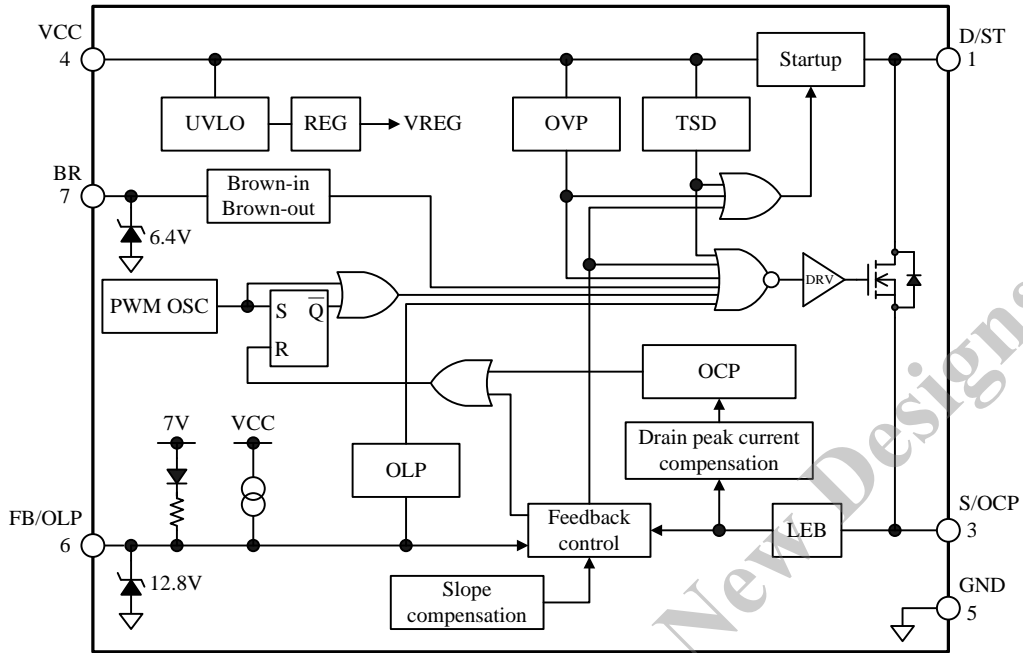 VCC
4
D/ST
1
Startup
UVLO
REG
VREG
OVP
TSD
BR
7
Brown-in
Brown-out
6.4V
PWM OSC
S
Q
R
DRV
OCP
7V
VCC
OLP
Drain peak current
compensation
FB/OLP
6
Feedback
control
LEB
S/OCP
3
12.8V
Slope
compensation
GND
5
New Designs